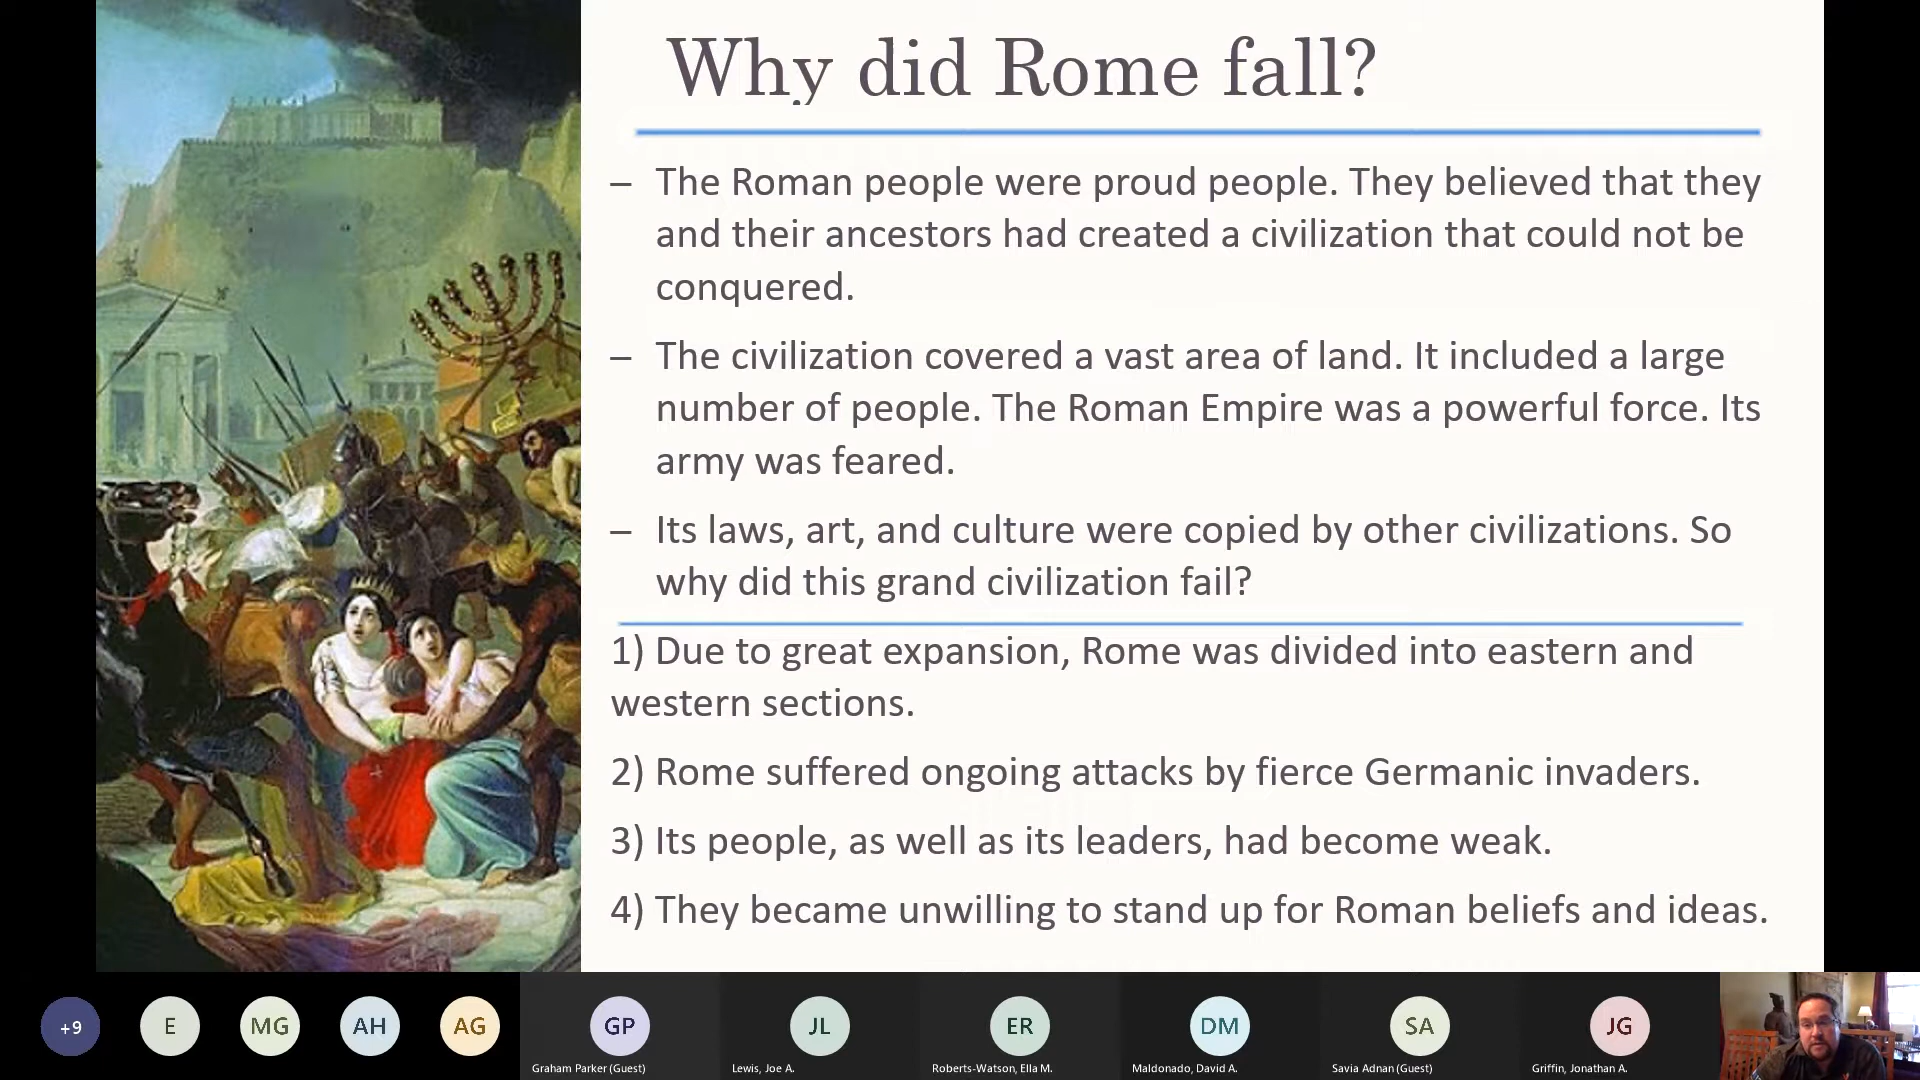 Why did Rome fall?
– The Roman people were proud people. They believed that they
and their ancestors had created a civilization that could not be
conquered.
– The civilization covered a vast area of land. It included a large
number of people. The Roman Empire was a powerful force. Its
army was feared.
– Its laws, art, and culture were copied by other civilizations. So
why did this grand civilization fail?
1) Due to great expansion, Rome was divided into eastern and
western sections.
2) Rome suffered ongoing attacks by fierce Germanic invaders.
3) Its people, as well as its leaders, had become weak.
4) They became unwilling to stand up for Roman beliefs and ideas.
+9
E
MG
AH
AG
GP
JL
ER
DM
SA
JG
Graham Parker (Guest)
Lewis, Joe A.
Roberts-Watson, Ella M.
Maldonado, David A.
Savia Adnan (Guest)
Griffin, Jonathan A.